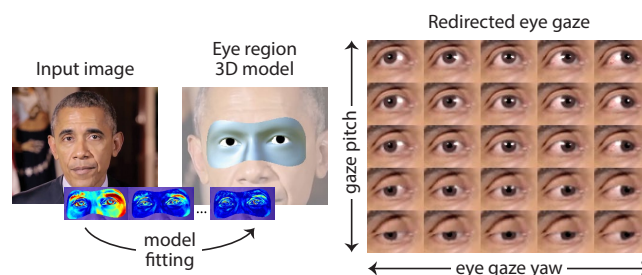 Input image
Eye region
3D model
...
model
fitting
Redirected eye gaze
gaze pitch
eye gaze yaw